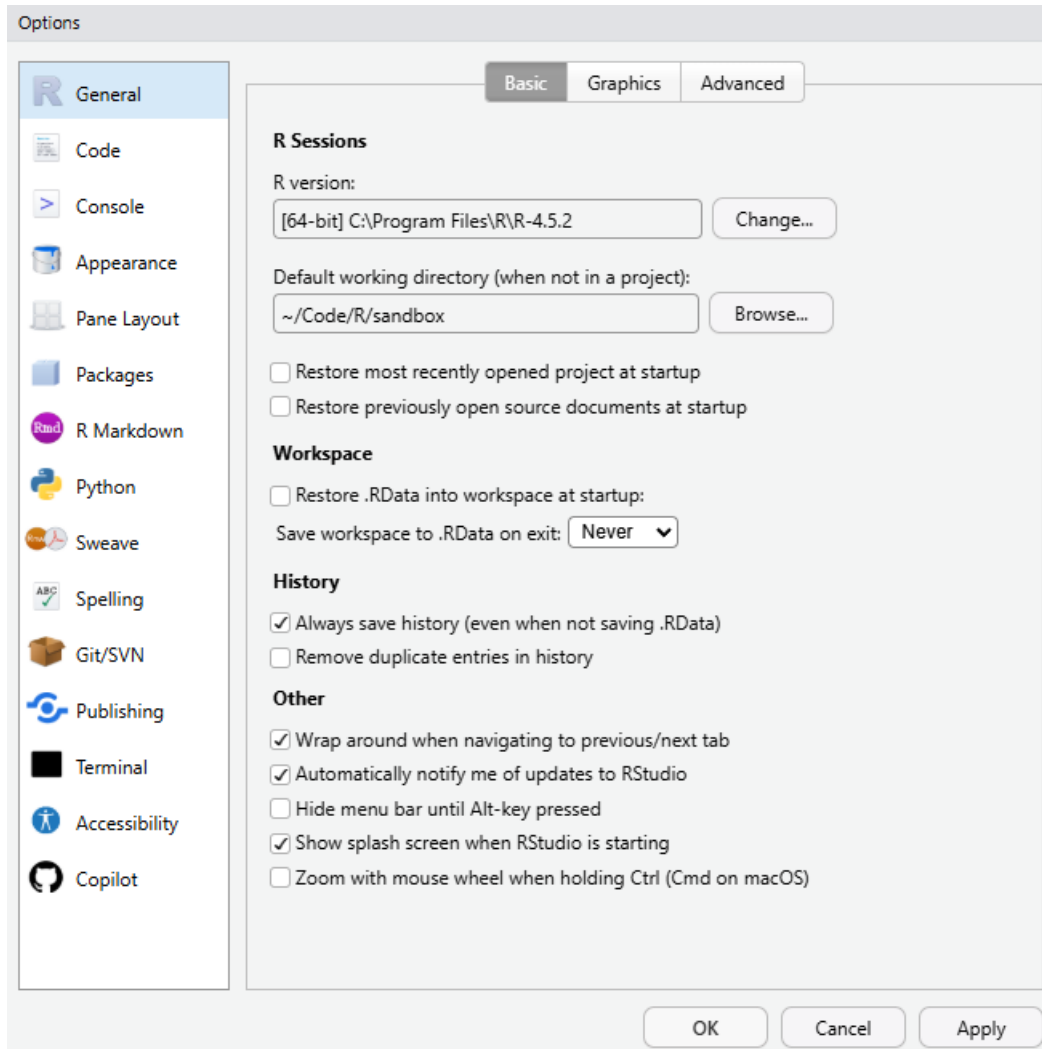 Options
General
Code
Console
Appearance
Pane Layout
Packages
Rmd R Markdown
Python
Sweave
ABC Spelling
Git/SVN
Publishing
Terminal
Accessibility
Copilot
Basic Graphics Advanced
R Sessions
R version:
[64-bit] C:\Program Files\R\R-4.5.2 Change...
Default working directory (when not in a project):
~/Code/R/sandbox Browse...
Restore most recently opened project at startup
Restore previously open source documents at startup
Workspace
Restore .RData into workspace at startup:
Save workspace to .RData on exit: Never
History
Always save history (even when not saving .RData)
Remove duplicate entries in history
Other
Wrap around when navigating to previous/next tab
Automatically notify me of updates to RStudio
Hide menu bar until Alt-key pressed
Show splash screen when RStudio is starting
Zoom with mouse wheel when holding Ctrl (Cmd on macOS)
OK Cancel Apply